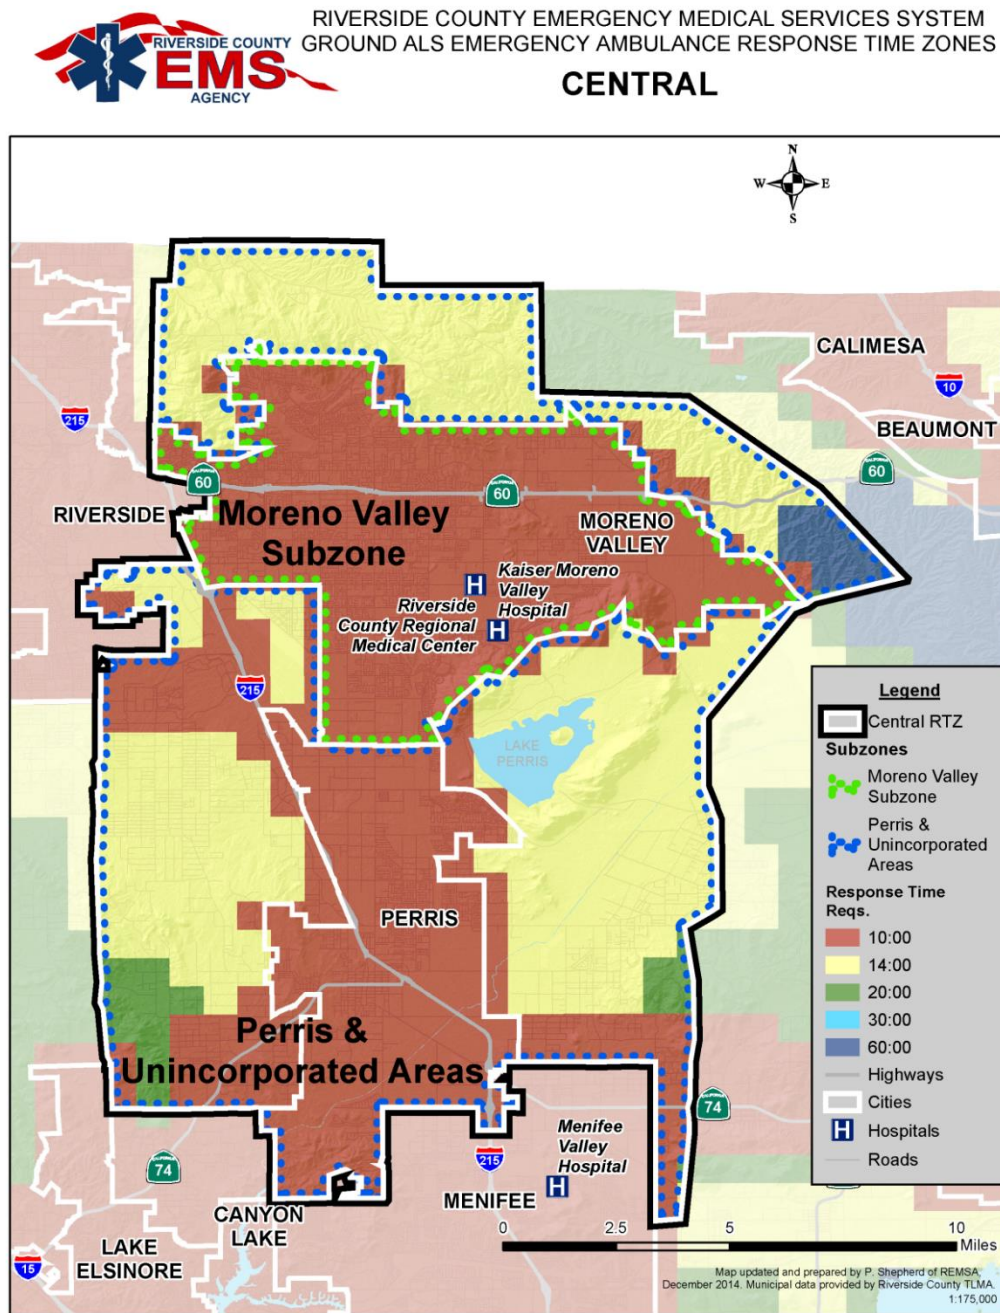 RIVERSIDE COUNTY EMERGENCY MEDICAL SERVICES SYSTEM
GROUND ALS EMERGENCY AMBULANCE RESPONSE TIME ZONES
CENTRAL
RIVERSIDE COUNTY
EMS
AGENCY
N
W E
S
CALIMESA
10
215
BEAUMONT
60
60
60
RIVERSIDE
Moreno Valley
Subzone
MORENO
VALLEY
H
Kaiser Moreno
Valley
Hospital
Riverside
County Regional
Medical Center
H
215
LAKE
PERRIS
PERRIS
Perris &
Unincorporated Areas
74
74
215
Menifee
Valley
Hospital
H
MENIFEE
CANYON
LAKE
LAKE
ELSINORE
15
Legend
Central RTZ
Subzones
Moreno Valley
Subzone
Perris &
Unincorporated
Areas
Response Time
Reqs.
10:00
14:00
20:00
30:00
60:00
Highways
Cities
H Hospitals
Roads
0 2.5 5 10
Miles
Map updated and prepared by P. Shepherd of REMSA,
December 2014. Municipal data provided by Riverside County TLMA.
1:175,000